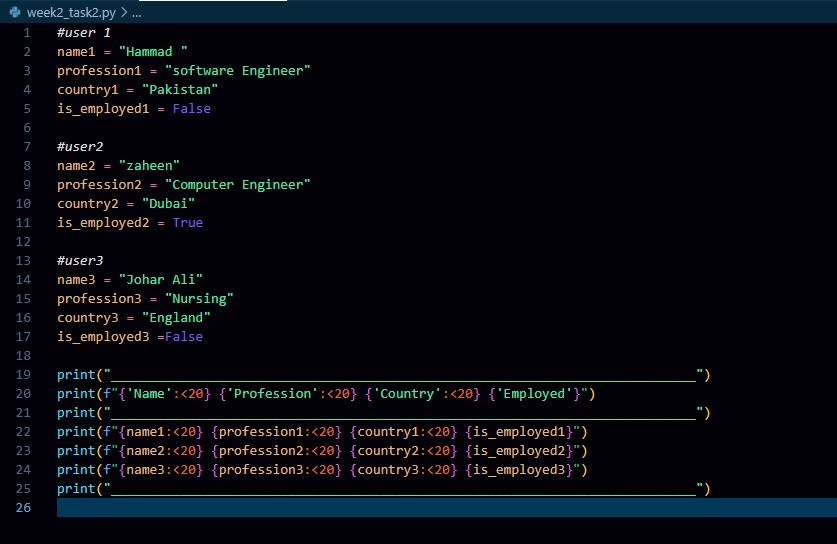 week2_task2.py > ...
1 #user 1
2 name1 = "Hammad "
3 profession1 = "software Engineer"
4 country1 = "Pakistan"
5 is_employed1 = False
6
7 #user2
8 name2 = "zaheen"
9 profession2 = "Computer Engineer"
10 country2 = "Dubai"
11 is_employed2 = True
12
13 #user3
14 name3 = "Johar Ali"
15 profession3 = "Nursing"
16 country3 = "England"
17 is_employed3 =False
18
19 print("____________________________________________________________________________")
20 print(f"{'Name':<20} {'Profession':<20} {'Country':<20} {'Employed'}")
21 print("____________________________________________________________________________")
22 print(f"{name1:<20} {profession1:<20} {country1:<20} {is_employed1}")
23 print(f"{name2:<20} {profession2:<20} {country2:<20} {is_employed2}")
24 print(f"{name3:<20} {profession3:<20} {country3:<20} {is_employed3}")
25 print("____________________________________________________________________________")
26